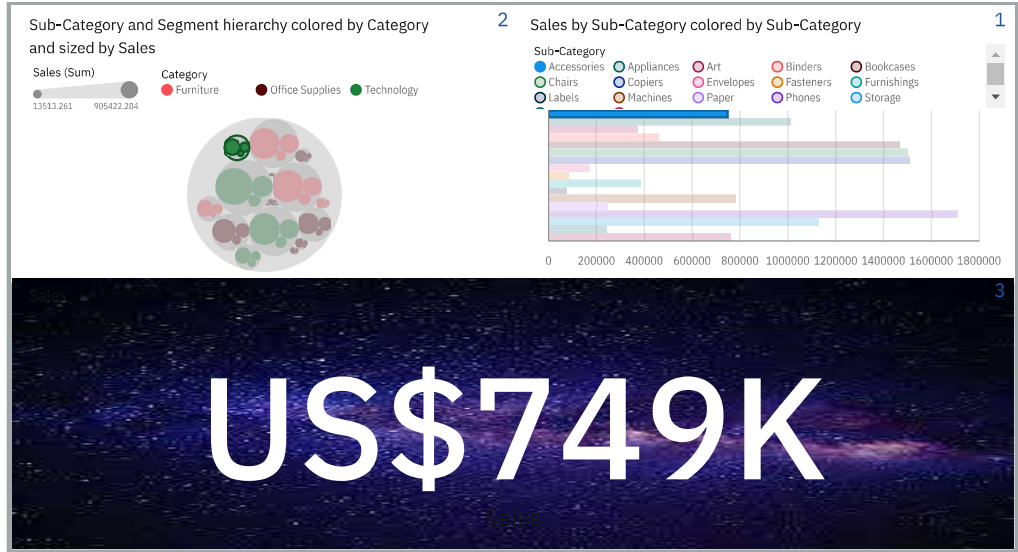 Sub-Category and Segment hierarchy colored by Category
and sized by Sales
2
Sales (Sum)
13513.261
905422.284
Category
Furniture
Office Supplies
Technology
Sales by Sub-Category colored by Sub-Category
1
Sub-Category
Accessories
Appliances
Art
Binders
Bookcases
Chairs
Copiers
Envelopes
Fasteners
Furnishings
Labels
Machines
Paper
Phones
Storage
0 200000 400000 600000 800000 1000000 1200000 1400000 1600000 1800000
Sales
3
US$749K
Sales